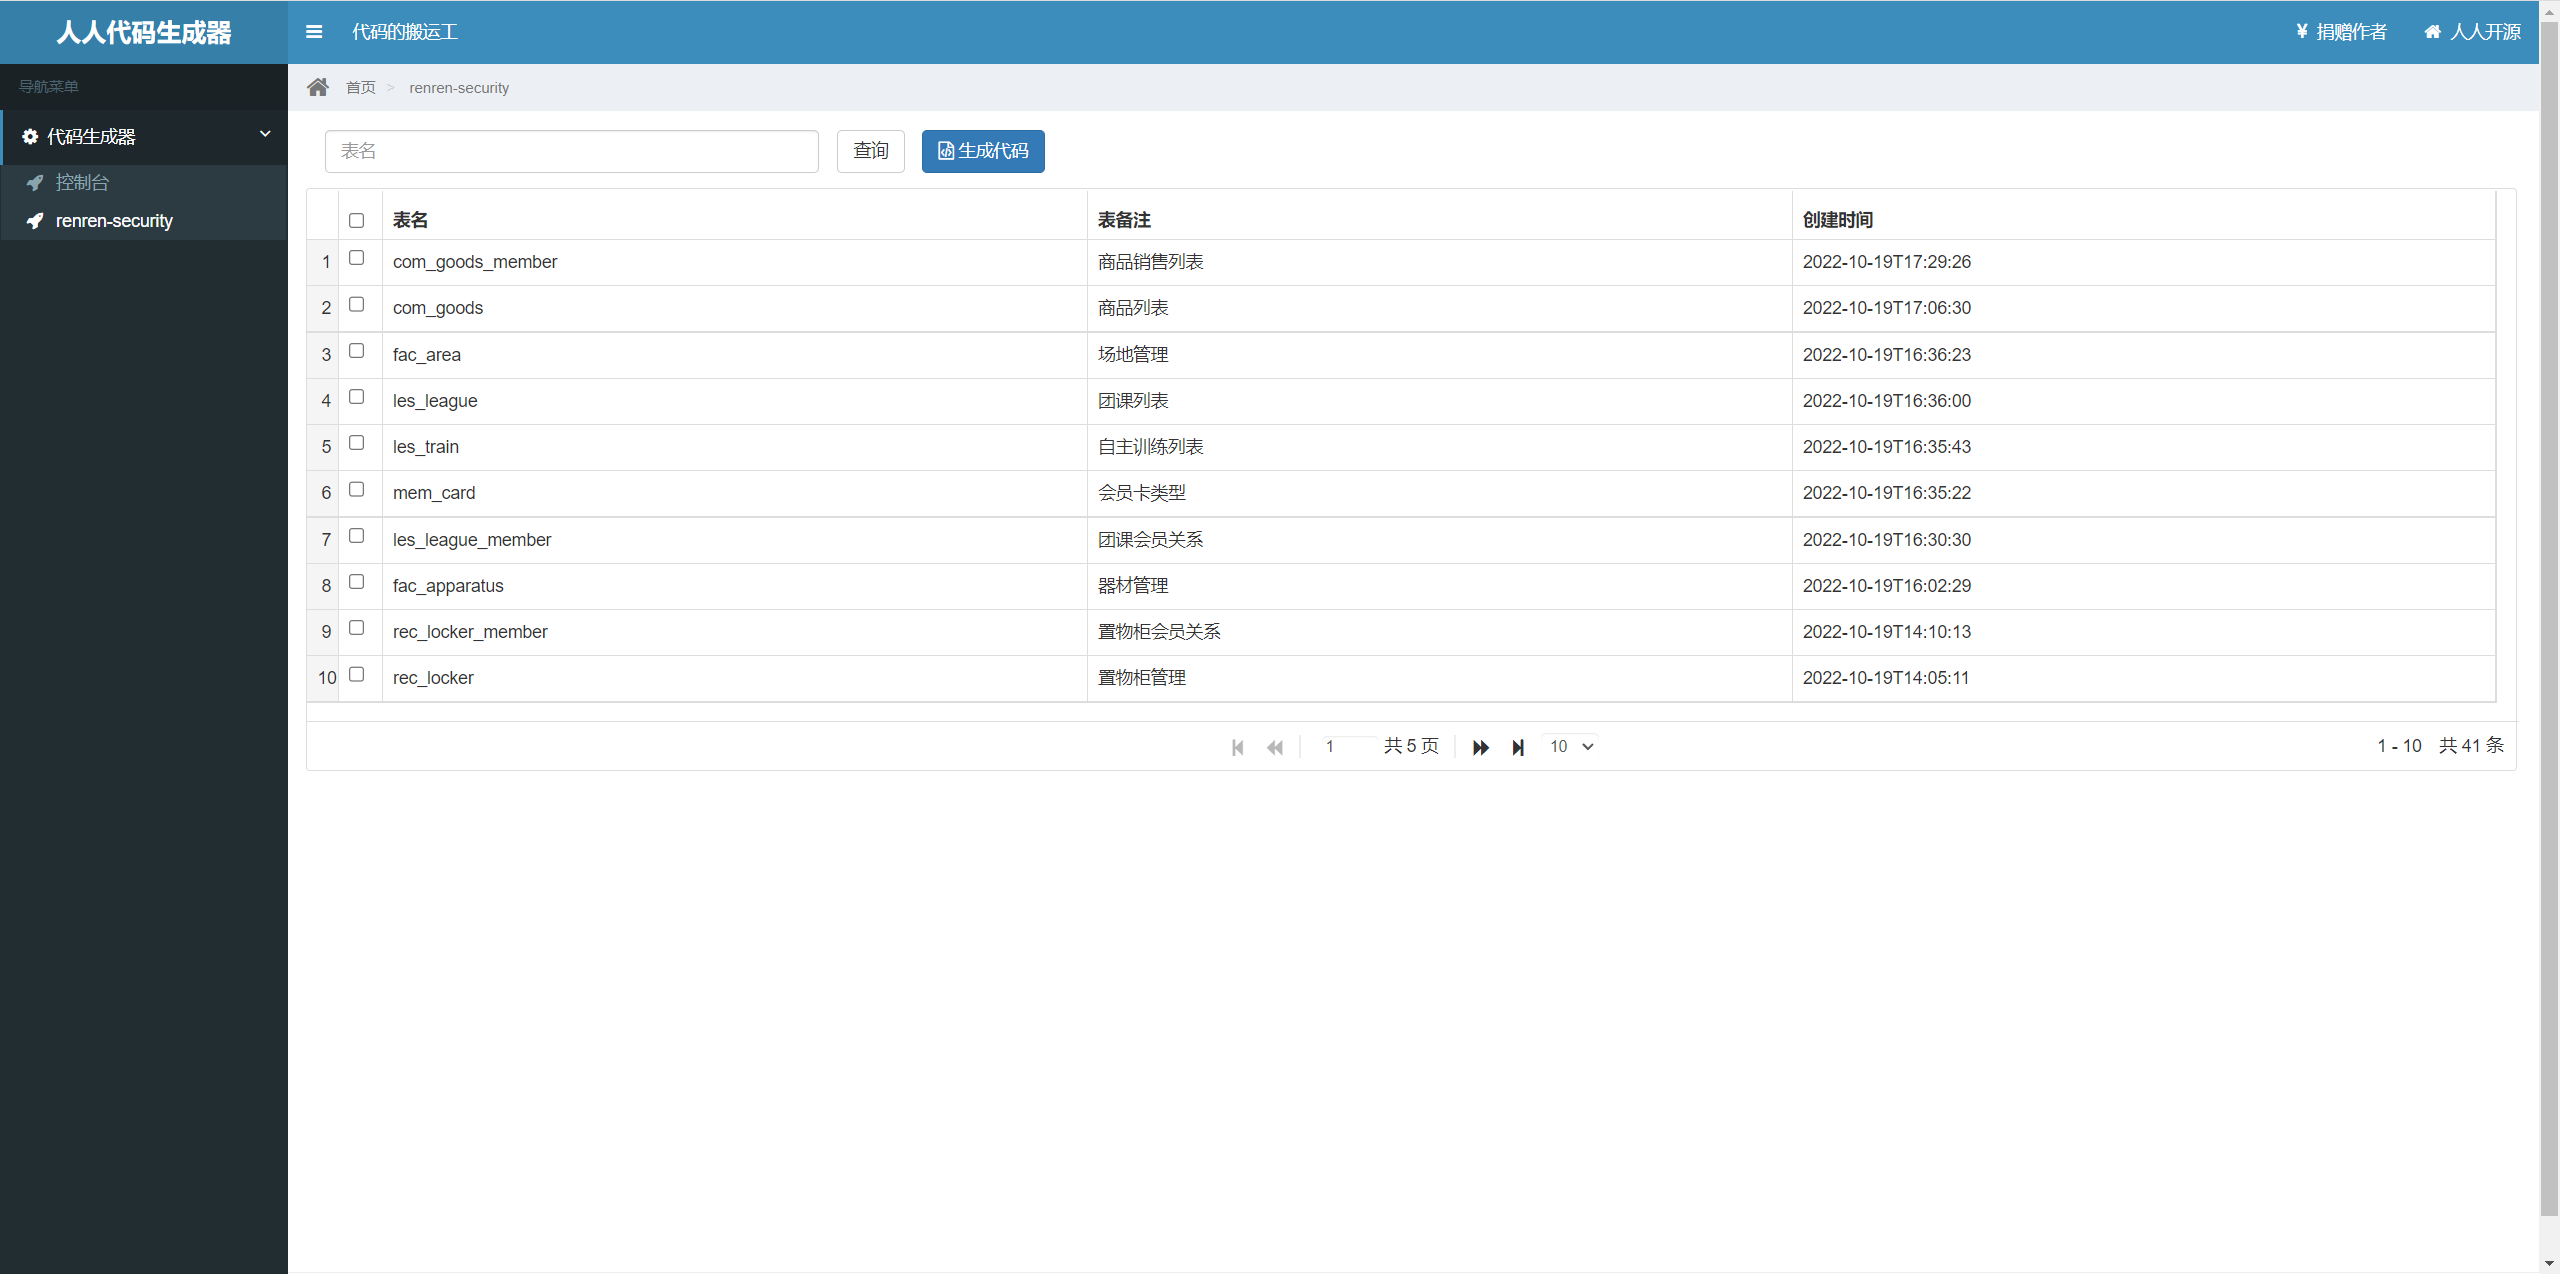 人人代码生成器
代码的搬运工
¥ 捐赠作者
人人开源
导航菜单
代码生成器
控制台
renren-security
首页 > renren-security
表名
查询
生成代码
表名 表备注 创建时间
1 com_goods_member 商品销售列表 2022-10-19T17:29:26
2 com_goods 商品列表 2022-10-19T17:06:30
3 fac_area 场地管理 2022-10-19T16:36:23
4 les_league 团课列表 2022-10-19T16:36:00
5 les_train 自主训练列表 2022-10-19T16:35:43
6 mem_card 会员卡类型 2022-10-19T16:35:22
7 les_league_member 团课会员关系 2022-10-19T16:30:30
8 fac_apparatus 器材管理 2022-10-19T16:02:29
9 rec_locker_member 置物柜会员关系 2022-10-19T14:10:13
10 rec_locker 置物柜管理 2022-10-19T14:05:11
1 共 5 页 10 1 - 10 共 41 条